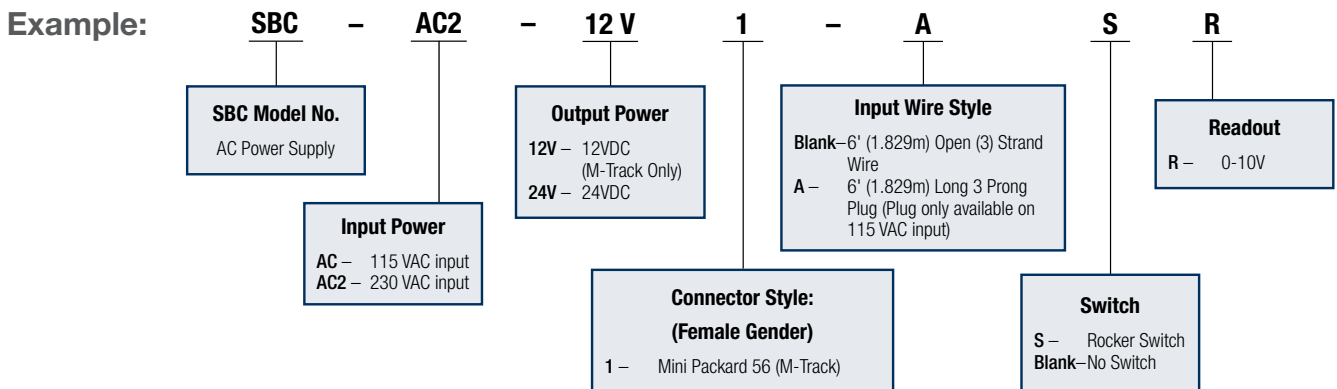 Example: SBC – AC2 – 12 V 1 – A S R
SBC Model No.
AC Power Supply
Input Power
AC – 115 VAC input
AC2 – 230 VAC input
Output Power
12V – 12VDC
(M-Track Only)
24V – 24VDC
Connector Style:
(Female Gender)
1 – Mini Packard 56 (M-Track)
Input Wire Style
Blank–6' (1.829m) Open (3) Strand
Wire
A – 6' (1.829m) Long 3 Prong
Plug (Plug only available on
115 VAC input)
Switch
S – Rocker Switch
Blank–No Switch
Readout
R – 0-10V